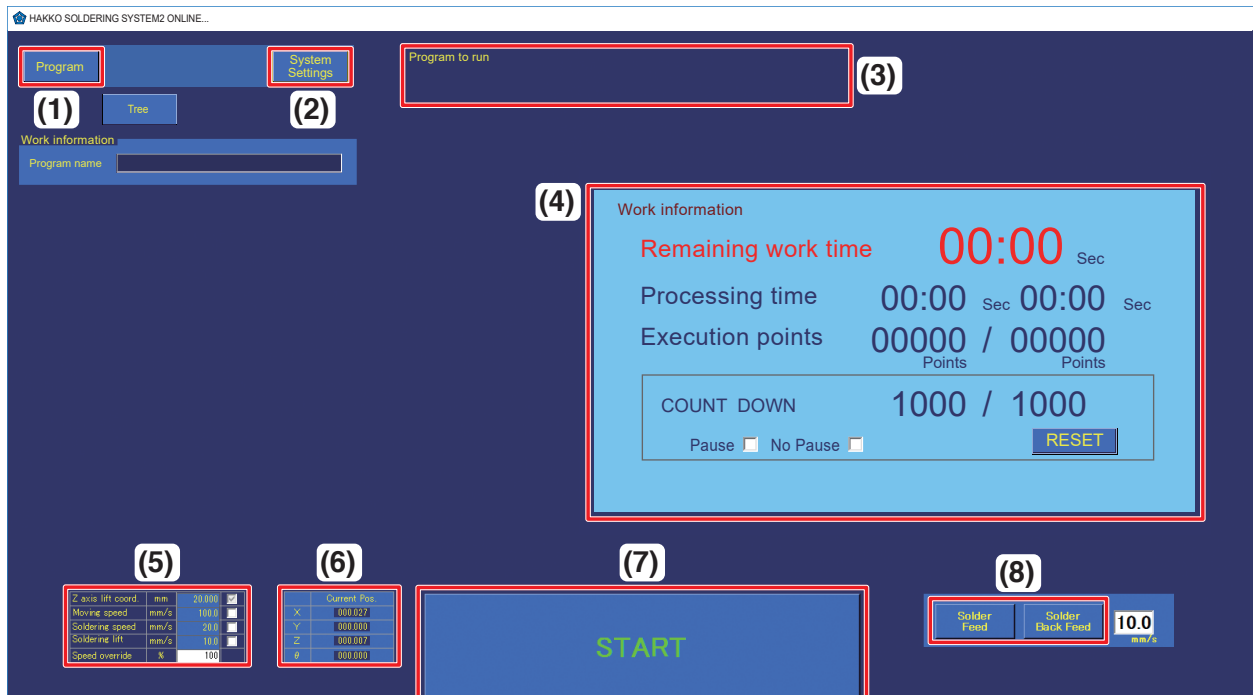 HAKKO SOLDERING SYSTEM2 ONLINE...
Program
System
Settings
Program to run
(1)
(2)
(3)
Tree
Work information
Program name
(4)
Work information
Remaining work time 00:00 Sec
Processing time 00:00 Sec 00:00 Sec
Execution points 00000 / 00000
Points Points
COUNT DOWN 1000 / 1000
Pause No Pause RESET
(5)
(6)
(7)
(8)
Z axis lift coord. mm 20.000
Moving speed mm/s 100.0
Soldering speed mm/s 20.0
Soldering lift mm/s 10.0
Speed override % 100
Current Pos.
X 000.027
Y 000.000
Z 000.007
θ 000.000
START
Solder
Feed
Solder
Back Feed
10.0
mm/s